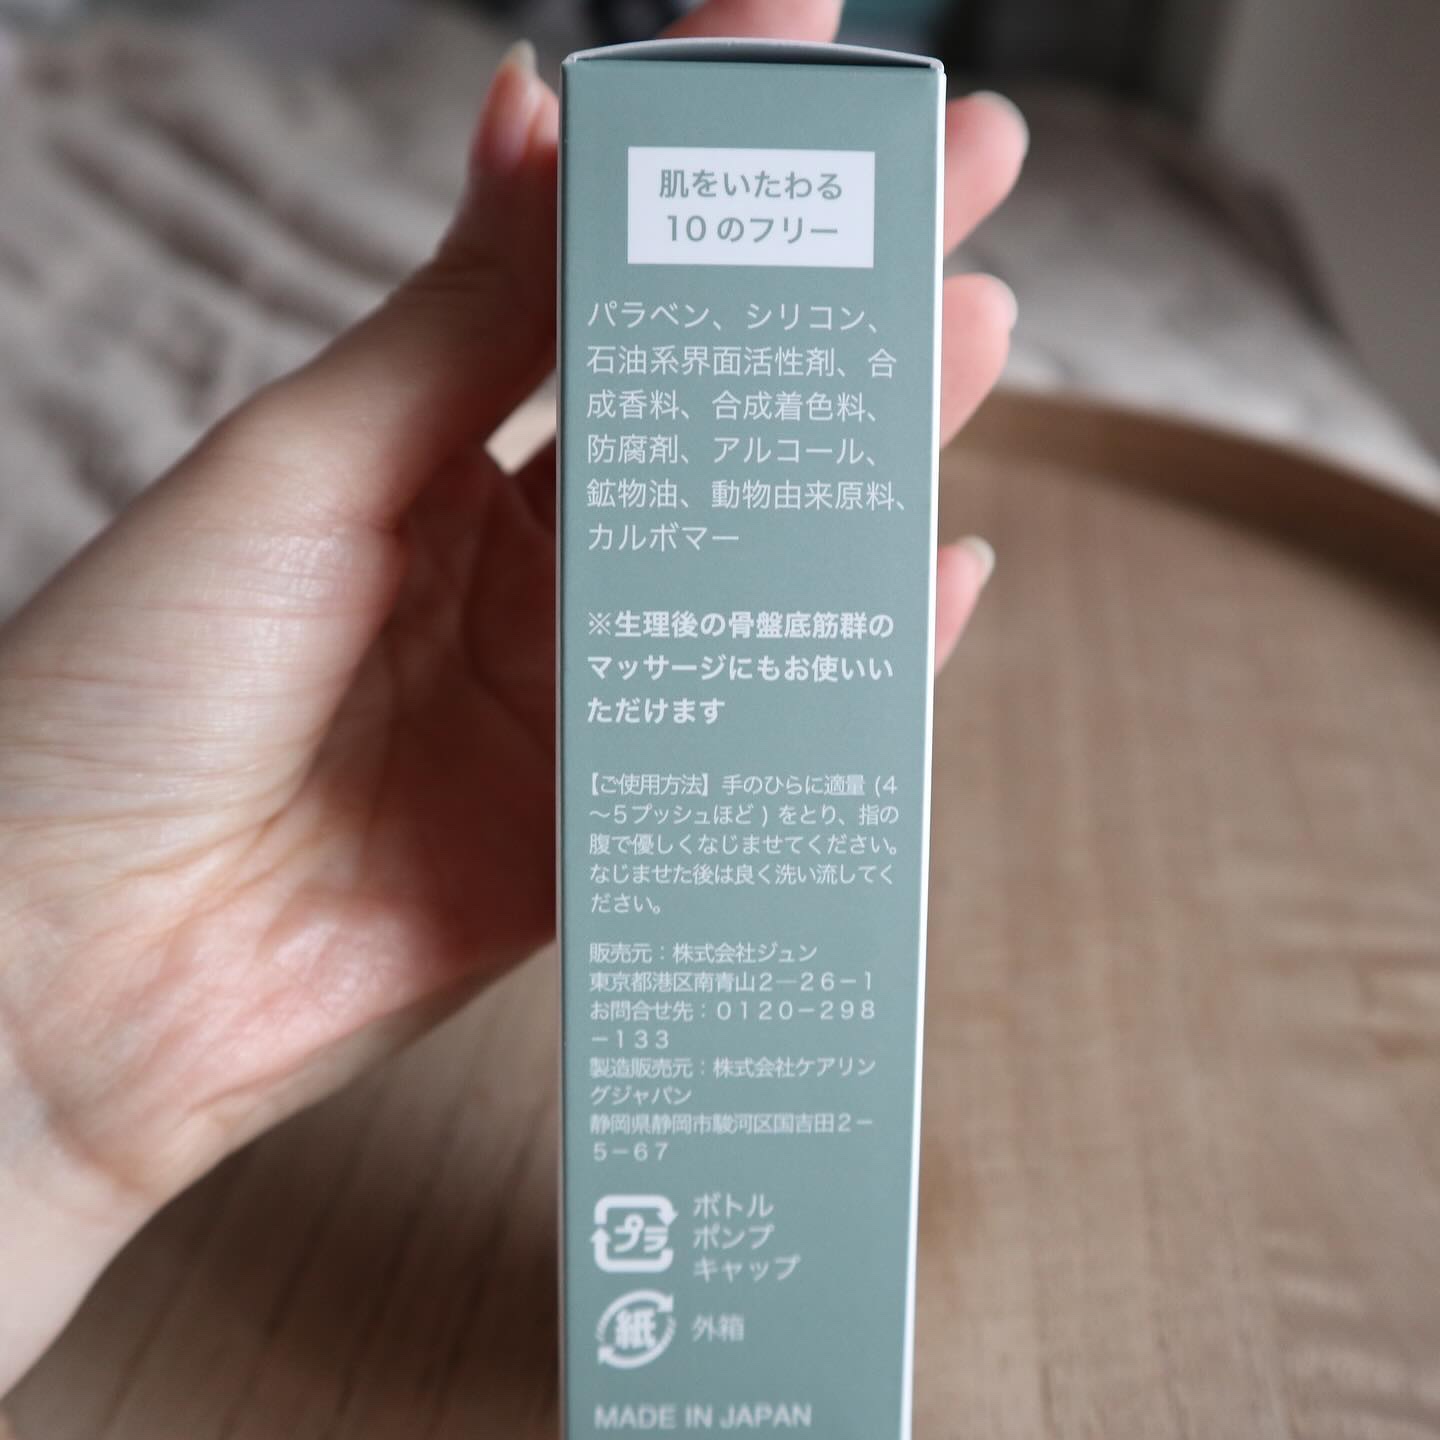 肌をいたわる
10のフリー
パラベン、シリコン、
石油系界面活性剤、合
成香料、合成着色料、
防腐剤、アルコール、
鉱物油、動物由来原料、
カルボマー
※生理後の骨盤底筋群の
マッサージにもお使いい
ただけます
【ご使用方法】手のひらに適量(4
〜5プッシュほど)をとり、指の
腹で優しくなじませてください。
なじませた後は良く洗い流してく
ださい。
販売元：株式会社ジュン
東京都港区南青山2―26－1
お問合せ先：0120－298
－133
製造販売元：株式会社ケアリン
グジャパン
静岡県静岡市駿河区国吉田2－
5－67
プラ
ボトル
ポンプ
キャップ
紙
外箱
MADE IN JAPAN